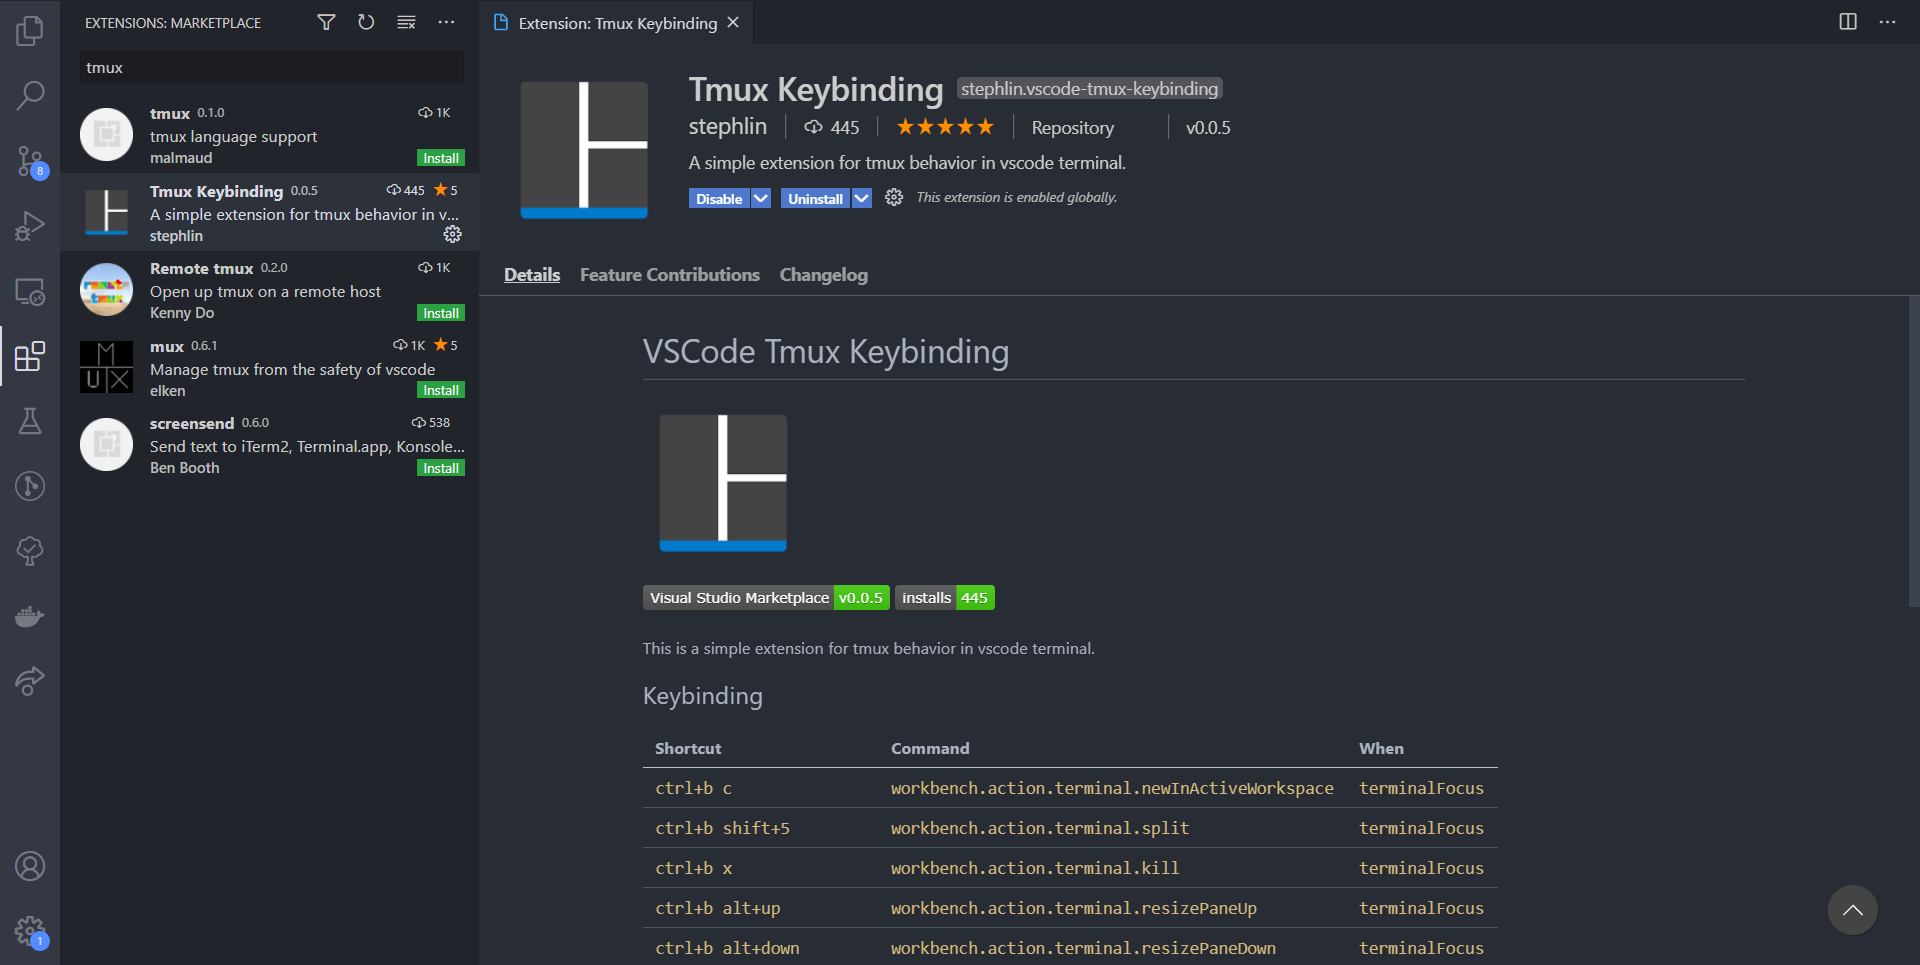 EXTENSIONS: MARKETPLACE
tmux
tmux 0.1.0 1K
tmux language support
malmaud Install
Tmux Keybinding 0.0.5 445 5
A simple extension for tmux behavior in v...
stephlin
Remote tmux 0.2.0 1K
Open up tmux on a remote host
Kenny Do Install
mux 0.6.1 1K 5
Manage tmux from the safety of vscode
elken Install
screensend 0.6.0 538
Send text to iTerm2, Terminal.app, Konsole...
Ben Booth Install
8
1
Extension: Tmux Keybinding
Tmux Keybinding stephlin.vscode-tmux-keybinding
stephlin 445 Repository v0.0.5
A simple extension for tmux behavior in vscode terminal.
Disable Uninstall This extension is enabled globally.
Details Feature Contributions Changelog
VSCode Tmux Keybinding
Visual Studio Marketplace v0.0.5 installs 445
This is a simple extension for tmux behavior in vscode terminal.
Keybinding
Shortcut Command When
ctrl+b c workbench.action.terminal.newInActiveWorkspace terminalFocus
ctrl+b shift+5 workbench.action.terminal.split terminalFocus
ctrl+b x workbench.action.terminal.kill terminalFocus
ctrl+b alt+up workbench.action.terminal.resizePaneUp terminalFocus
ctrl+b alt+down workbench.action.terminal.resizePaneDown terminalFocus